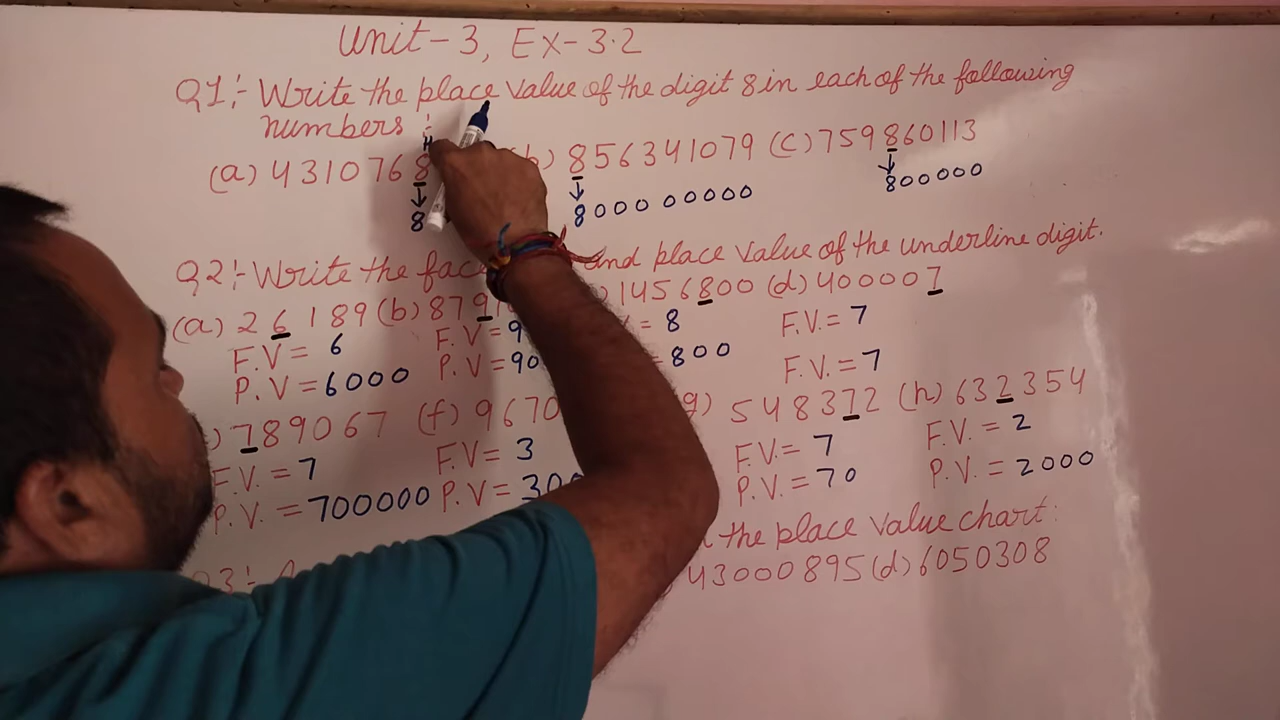 Unit-3, Ex-3.2
Q1:- Write the place value of the digit 8 in each of the following
numbers :
(a) 4310768 b) 856341079 (c) 759860113
8 800000000 800000
Q2:- Write the fac and place value of the underline digit.
(a) 26189 (b) 879 1456800 (d) 400007
F.V = 6 F.V = 9 = 8 F.V. = 7
P.V = 6000 P.V = 90 = 800 F.V. = 7
) 789067 (f) 9670 g) 548372 (h) 632354
F.V = 7 F.V = 3 F.V = 7 F.V. = 2
P.V. = 700000 P.V = 300 P.V. = 70 P.V. = 2000
the place value chart:
Q3:- 43000895 (d) 6050308